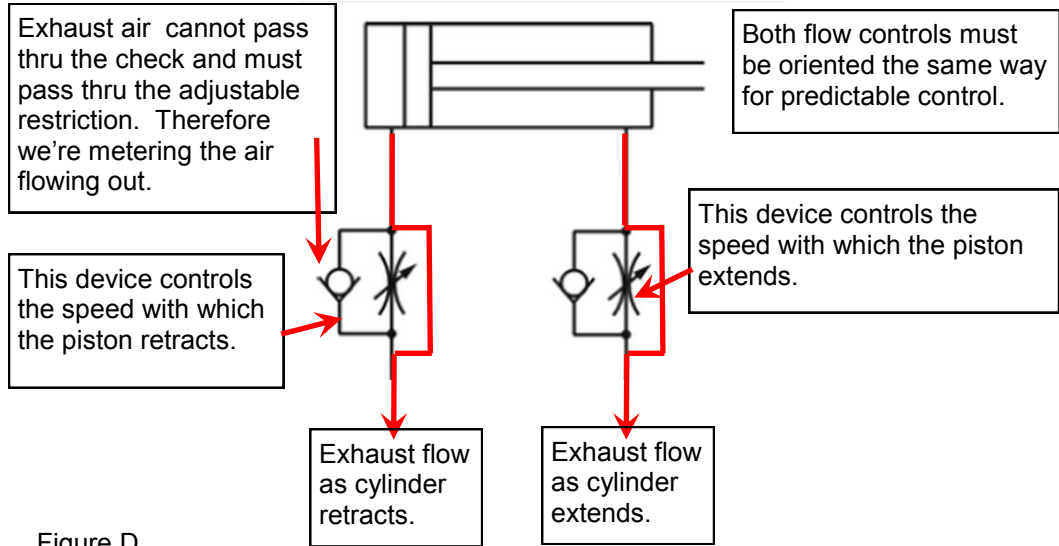 Exhaust air cannot pass
thru the check and must
pass thru the adjustable
restriction. Therefore
we're metering the air
flowing out.
Both flow controls must
be oriented the same way
for predictable control.
This device controls
the speed with which
the piston retracts.
This device controls the
speed with which the piston
extends.
Exhaust flow
as cylinder
retracts.
Exhaust flow
as cylinder
extends.
Figure D